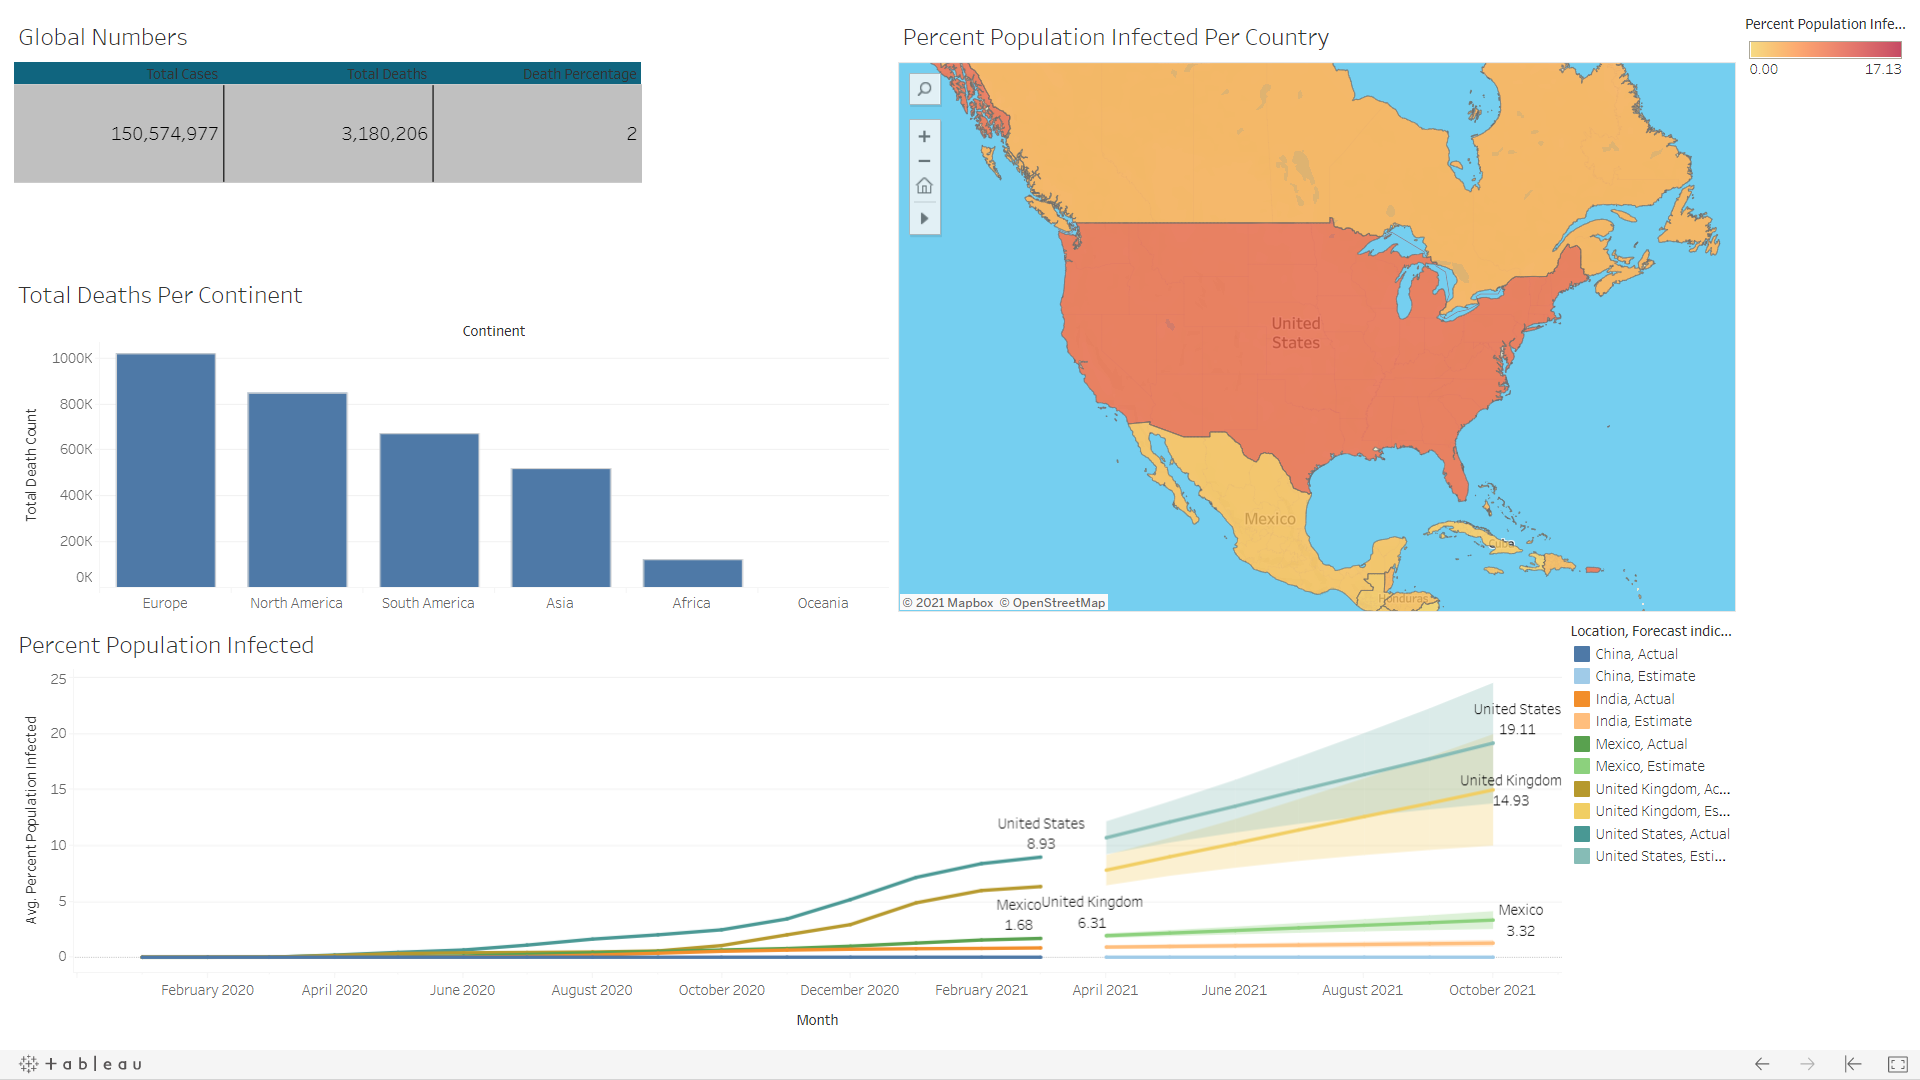 Global Numbers
Total Cases Total Deaths Death Percentage
150,574,977 3,180,206 2
Total Deaths Per Continent
Continent
Total Death Count
1000K
800K
600K
400K
200K
0K
Europe North America South America Asia Africa Oceania
Percent Population Infected Per Country
United
States
Mexico
Cuba
Honduras
© 2021 Mapbox © OpenStreetMap
Percent Population Infe...
0.00 17.13
Percent Population Infected
Avg. Percent Population Infected
25
20
15
10
5
0
United States
19.11
United Kingdom
14.93
United States
8.93
Mexico
1.68
United Kingdom
6.31
Mexico
3.32
February 2020 April 2020 June 2020 August 2020 October 2020 December 2020 February 2021 April 2021 June 2021 August 2021 October 2021
Month
Location, Forecast indic...
China, Actual
China, Estimate
India, Actual
India, Estimate
Mexico, Actual
Mexico, Estimate
United Kingdom, Ac...
United Kingdom, Es...
United States, Actual
United States, Esti...
+ableau